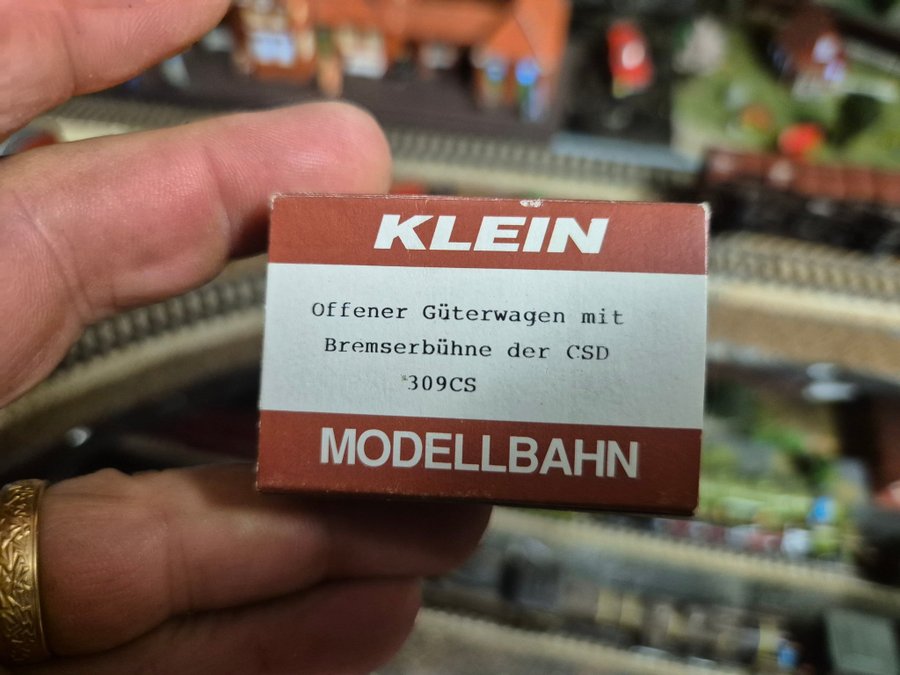 KLEIN
Offener Güterwagen mit
Bremserbühne der CSD
309CS
MODELLBAHN